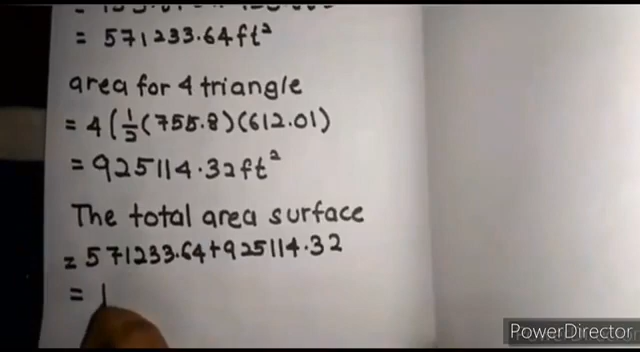 = 571233.64ft²
area for 4 triangle
= 4(½(755.8)(612.01)
= 925114.32ft²
The total area surface
= 571233.64+925114.32
=
PowerDirector